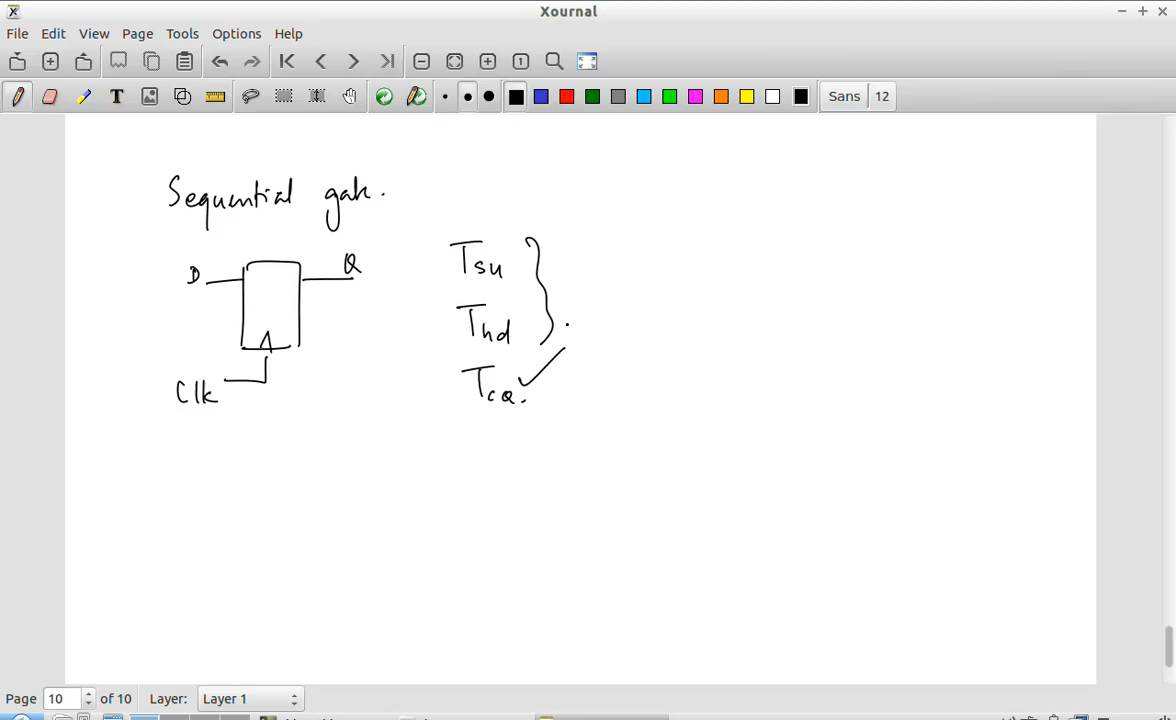 Xournal
File Edit View Page Tools Options Help
Sans 12
Sequential gate.
D Q
Clk
Tsu
Thd
TcQ.
Page 10 of 10 Layer: Layer 1